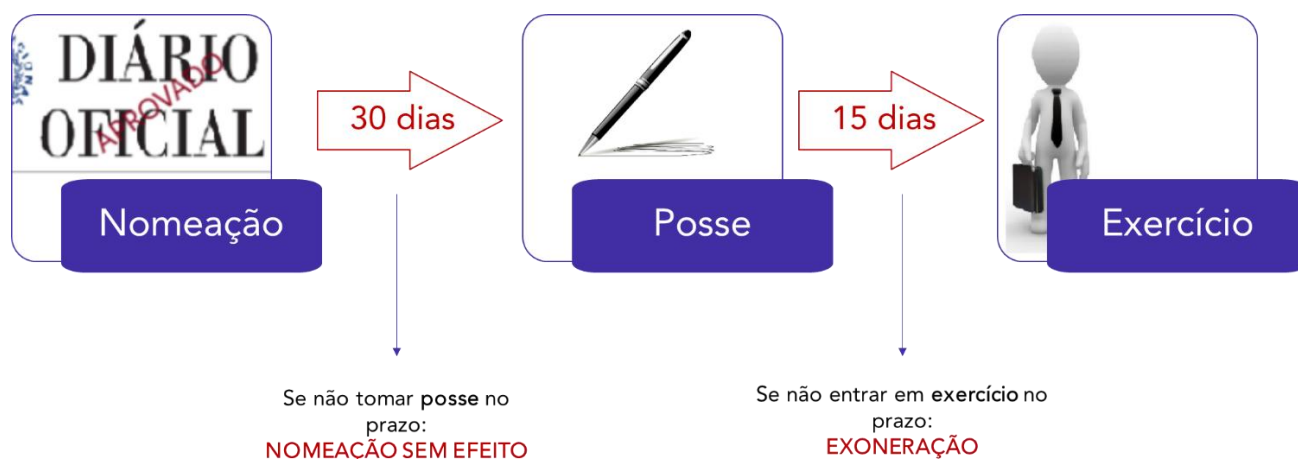 DIÁRIO
OFICIAL
APROVADO
30 dias
15 dias
Nomeação
Posse
Exercício
Se não tomar posse no
prazo:
NOMEAÇÃO SEM EFEITO
Se não entrar em exercício no
prazo:
EXONERAÇÃO